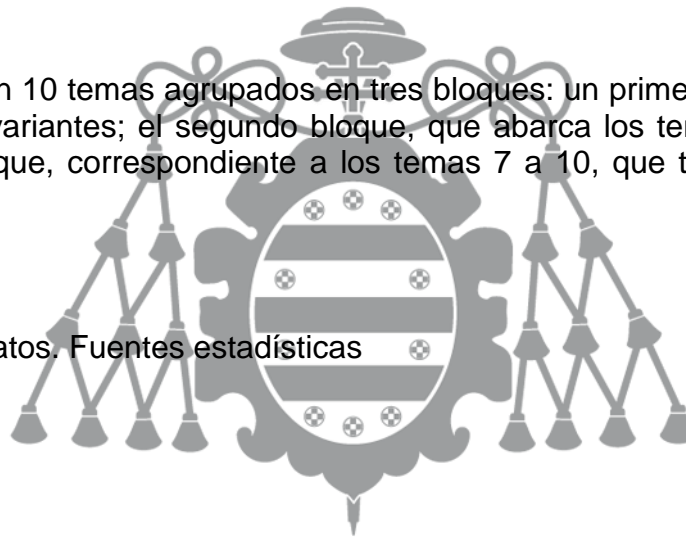 n 10 temas agrupados en tres bloques: un prime
variantes; el segundo bloque, que abarca los te
que, correspondiente a los temas 7 a 10, que t
atos. Fuentes estadísticas